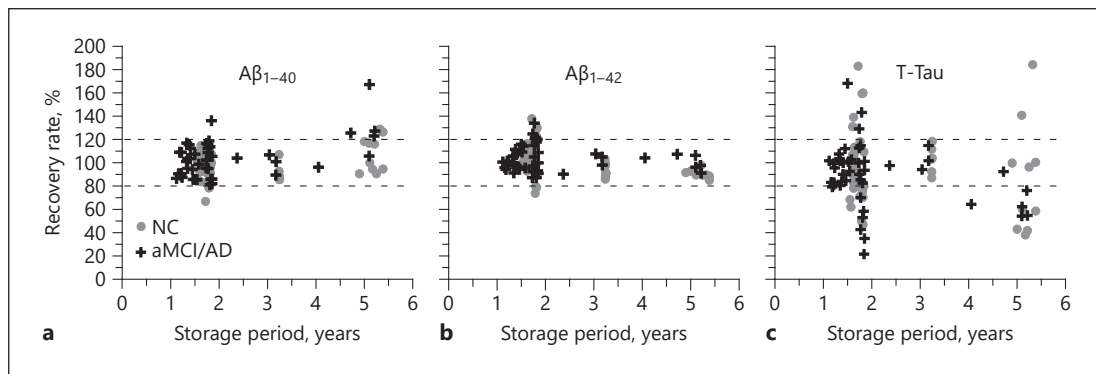 200
180
160
140
120
100
80
60
40
20
0
Recovery rate, %
Aβ1–40
NC
aMCI/AD
0 1 2 3 4 5 6
Storage period, years
a
Aβ1–42
0 1 2 3 4 5 6
Storage period, years
b
T-Tau
0 1 2 3 4 5 6
Storage period, years
c